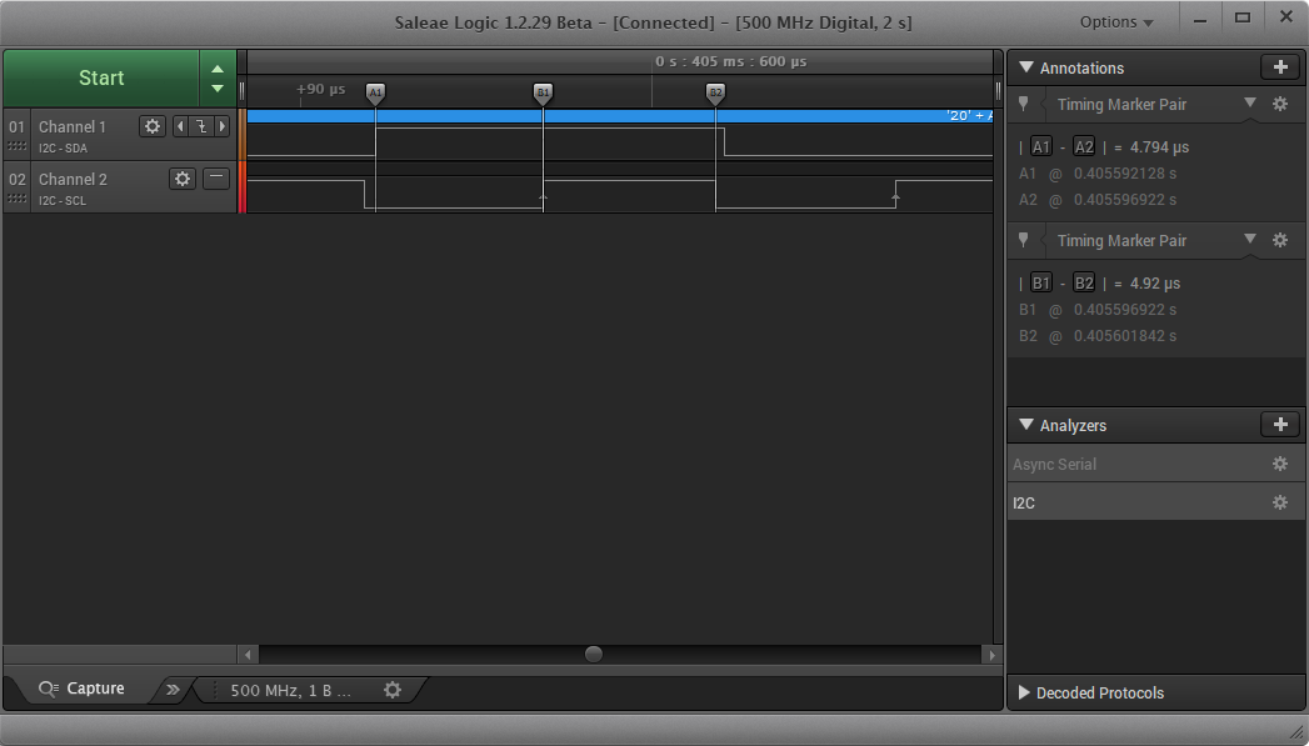 Saleae Logic 1.2.29 Beta - [Connected] - [500 MHz Digital, 2 s]
Options
Start
0 s : 405 ms : 600 µs
+90 µs
A1
B1
B2
01 Channel 1
I2C - SDA
'20' + A
02 Channel 2
I2C - SCL
Annotations
Timing Marker Pair
| A1 - A2 | = 4.794 µs
A1 @ 0.405592128 s
A2 @ 0.405596922 s
Timing Marker Pair
| B1 - B2 | = 4.92 µs
B1 @ 0.405596922 s
B2 @ 0.405601842 s
Analyzers
Async Serial
I2C
Decoded Protocols
Capture
500 MHz, 1 B ...